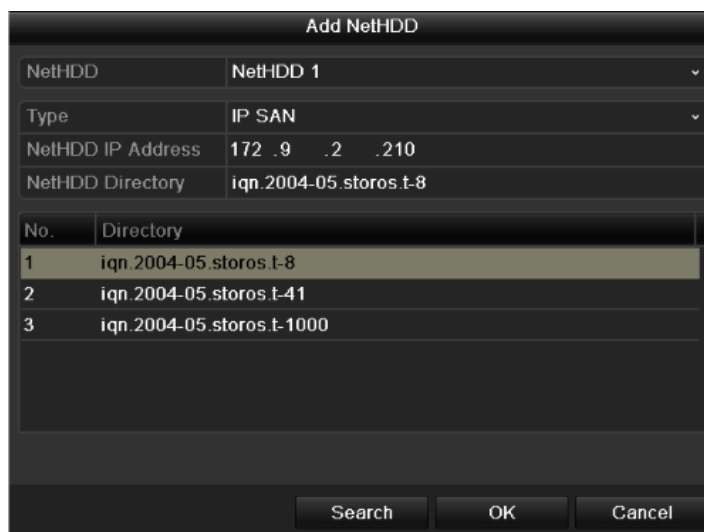 Add NetHDD
NetHDD NetHDD 1
Type IP SAN
NetHDD IP Address 172 .9 .2 .210
NetHDD Directory iqn.2004-05.storos.t-8
No. Directory
1 iqn.2004-05.storos.t-8
2 iqn.2004-05.storos.t-41
3 iqn.2004-05.storos.t-1000
Search OK Cancel